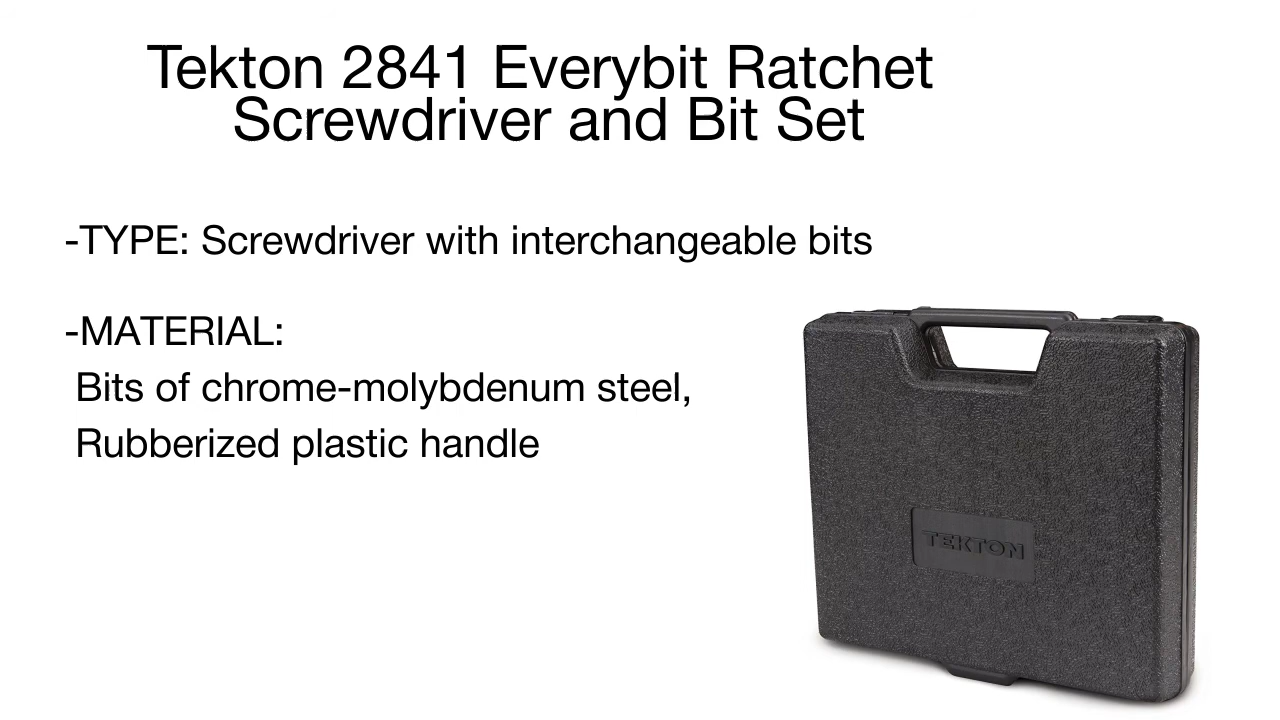 Tekton 2841 Everybit Ratchet
Screwdriver and Bit Set
-TYPE: Screwdriver with interchangeable bits
-MATERIAL:
Bits of chrome-molybdenum steel,
Rubberized plastic handle
TEKTON